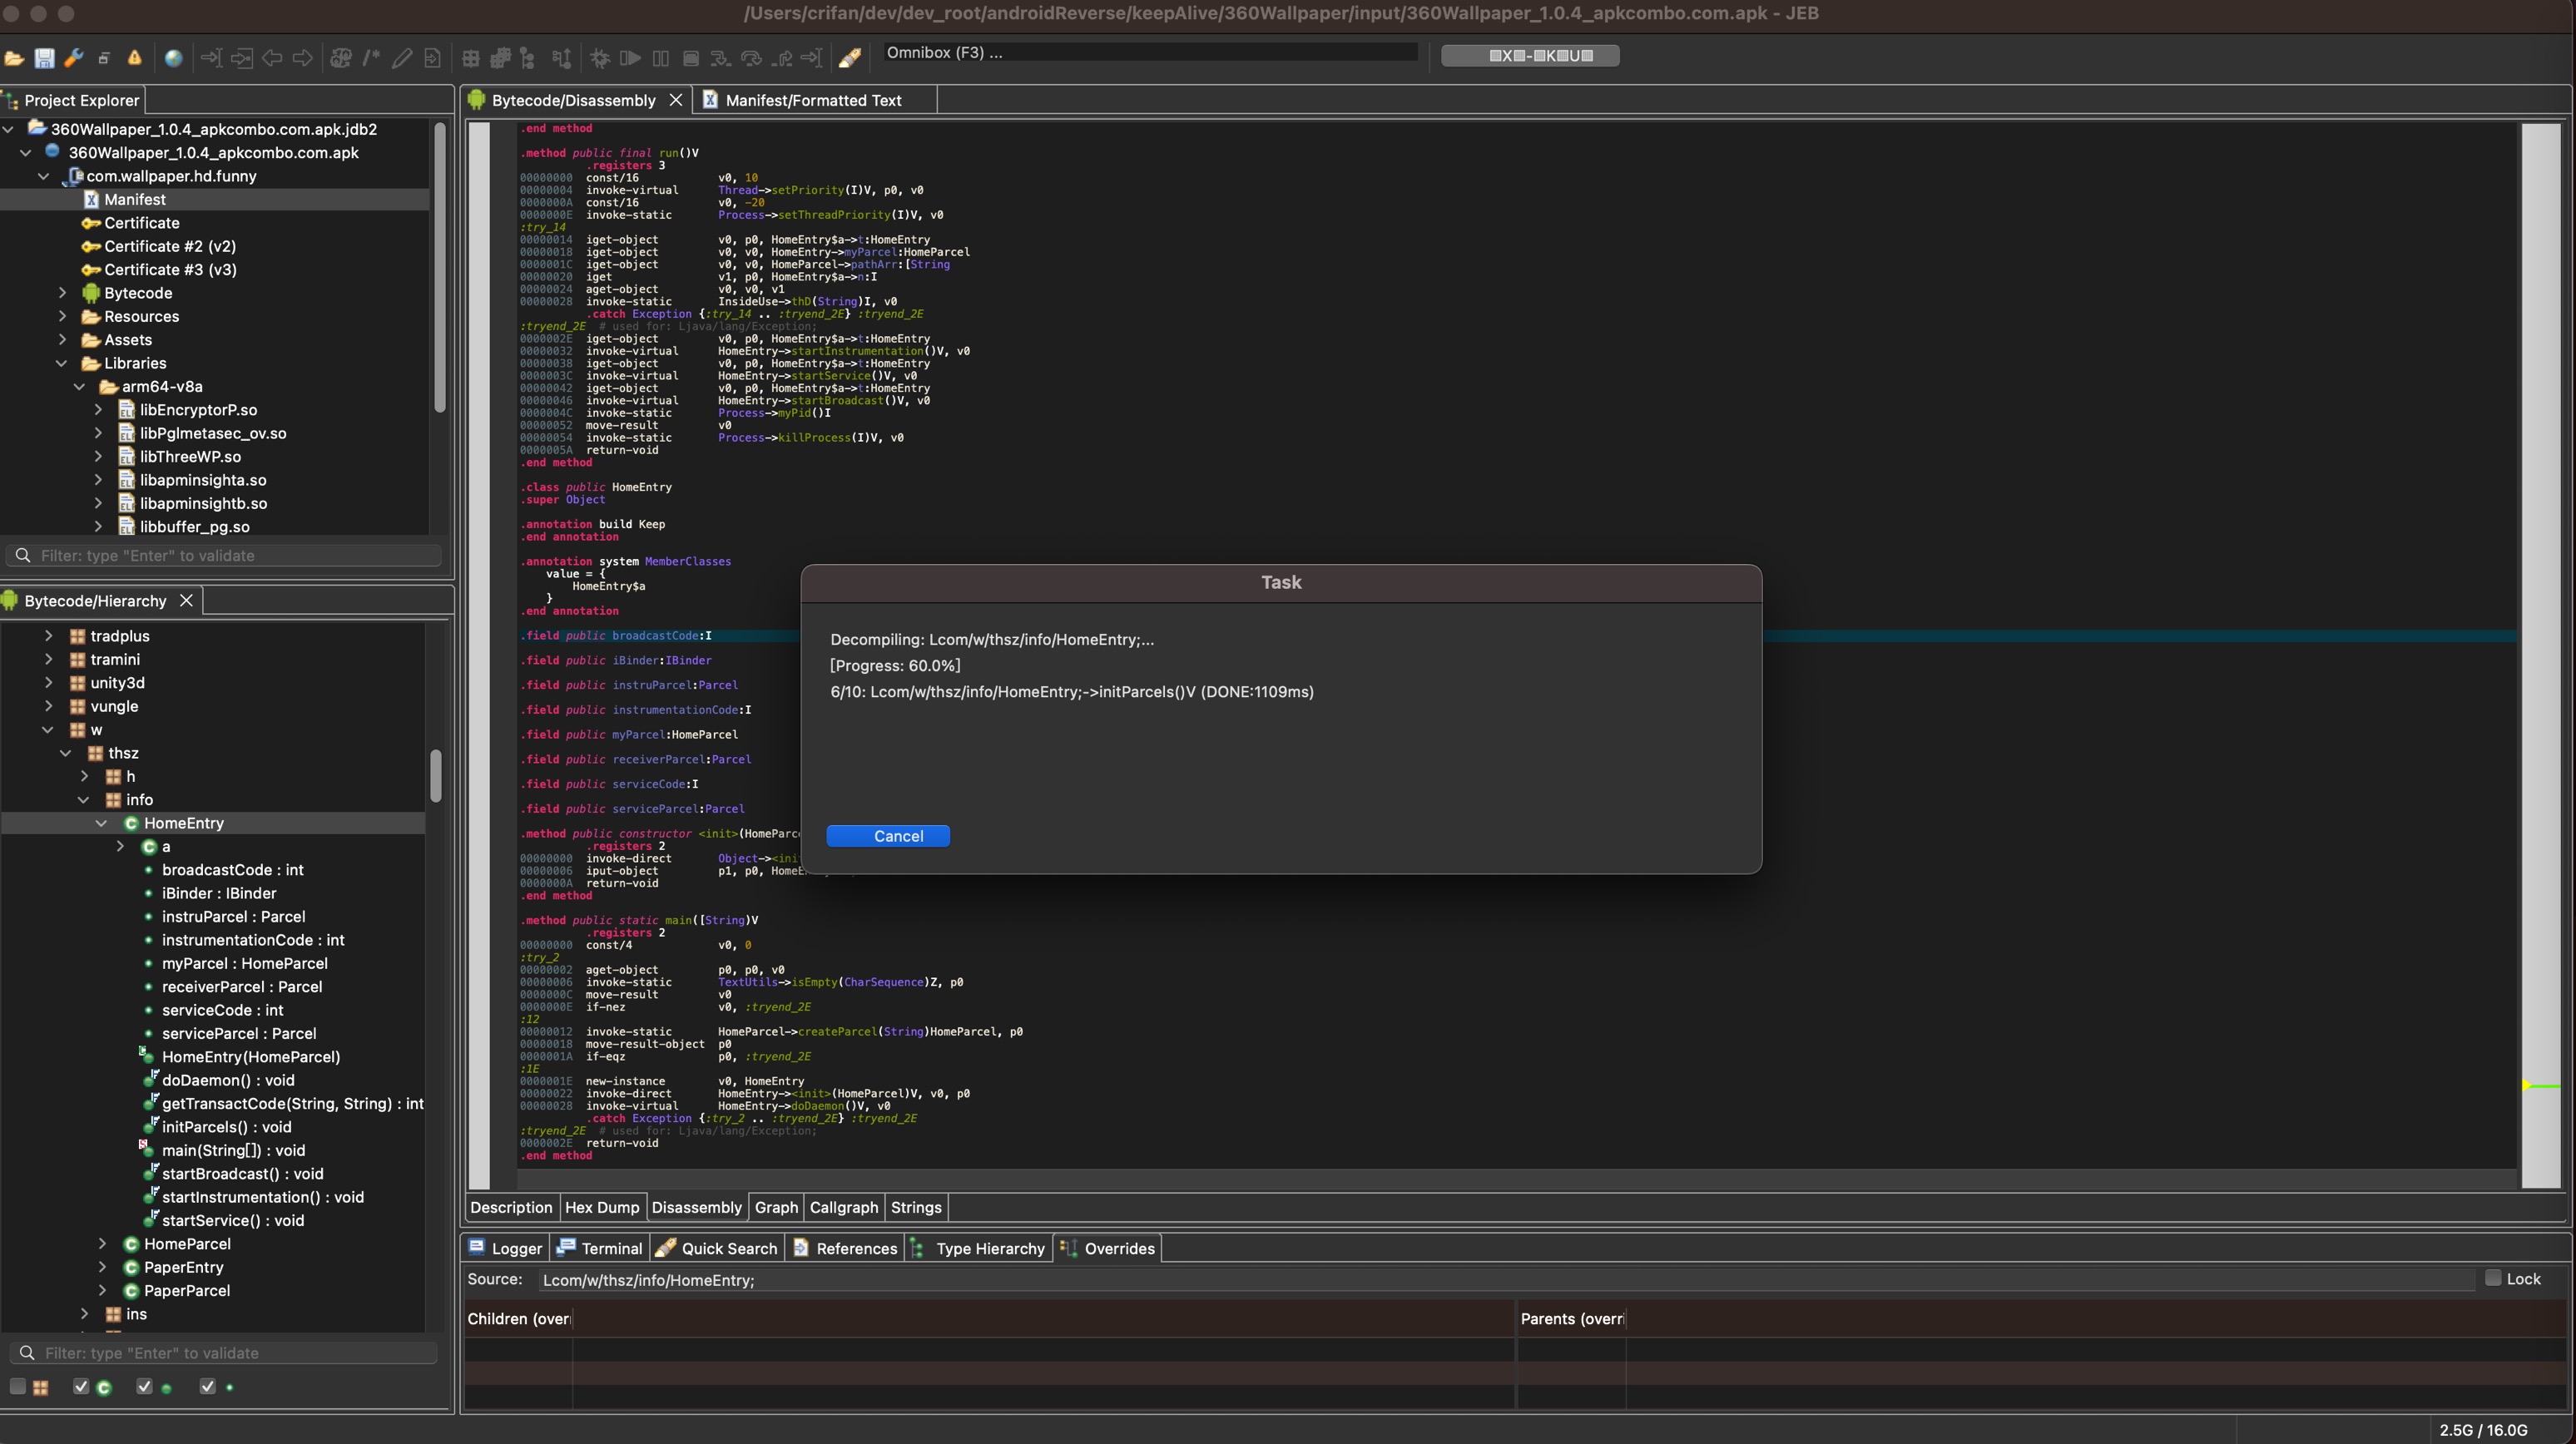 /Users/crifan/dev/dev_root/androidReverse/keepAlive/360Wallpaper/input/360Wallpaper_1.0.4_apkcombo.com.apk - JEB
Omnibox (F3) ...
Project Explorer
360Wallpaper_1.0.4_apkcombo.com.apk.jdb2
360Wallpaper_1.0.4_apkcombo.com.apk
com.wallpaper.hd.funny
Manifest
Certificate
Certificate #2 (v2)
Certificate #3 (v3)
Bytecode
Resources
Assets
Libraries
arm64-v8a
libEncryptorP.so
libPglmetasec_ov.so
libThreeWP.so
libapminsighta.so
libapminsightb.so
libbuffer_pg.so
Filter: type "Enter" to validate
Bytecode/Hierarchy
tradplus
tramini
unity3d
vungle
w
thsz
h
info
HomeEntry
a
broadcastCode : int
iBinder : IBinder
instruParcel : Parcel
instrumentationCode : int
myParcel : HomeParcel
receiverParcel : Parcel
serviceCode : int
serviceParcel : Parcel
HomeEntry(HomeParcel)
doDaemon() : void
getTransactCode(String, String) : int
initParcels() : void
main(String[]) : void
startBroadcast() : void
startInstrumentation() : void
startService() : void
HomeParcel
PaperEntry
PaperParcel
ins
Filter: type "Enter" to validate
Bytecode/Disassembly
Manifest/Formatted Text
.end method
.method public final run()V
.registers 3
00000000 const/16 v0, 10
00000004 invoke-virtual Thread->setPriority(I)V, p0, v0
0000000A const/16 v0, -20
0000000E invoke-static Process->setThreadPriority(I)V, v0
:try_14
00000014 iget-object v0, p0, HomeEntry$a->t:HomeEntry
00000018 iget-object v0, v0, HomeEntry->myParcel:HomeParcel
0000001C iget-object v0, v0, HomeParcel->pathArr:[String
00000020 iget v1, p0, HomeEntry$a->n:I
00000024 aget-object v0, v0, v1
00000028 invoke-static InsideUse->thD(String)I, v0
.catch Exception {:try_14 .. :tryend_2E} :tryend_2E
:tryend_2E # used for: Ljava/lang/Exception;
0000002E iget-object v0, p0, HomeEntry$a->t:HomeEntry
00000032 invoke-virtual HomeEntry->startInstrumentation()V, v0
00000038 iget-object v0, p0, HomeEntry$a->t:HomeEntry
0000003C invoke-virtual HomeEntry->startService()V, v0
00000042 iget-object v0, p0, HomeEntry$a->t:HomeEntry
00000046 invoke-virtual HomeEntry->startBroadcast()V, v0
0000004C invoke-static Process->myPid()I
00000052 move-result v0
00000054 invoke-static Process->killProcess(I)V, v0
0000005A return-void
.end method
.class public HomeEntry
.super Object
.annotation build Keep
.end annotation
.annotation system MemberClasses
value = {
HomeEntry$a
}
.end annotation
.field public broadcastCode:I
.field public iBinder:IBinder
.field public instruParcel:Parcel
.field public instrumentationCode:I
.field public myParcel:HomeParcel
.field public receiverParcel:Parcel
.field public serviceCode:I
.field public serviceParcel:Parcel
.method public constructor <init>(HomeParc
.registers 2
00000000 invoke-direct Object-><ini
00000006 iput-object p1, p0, HomeE
0000000A return-void
.end method
.method public static main([String)V
.registers 2
00000000 const/4 v0, 0
:try_2
00000002 aget-object p0, p0, v0
00000006 invoke-static TextUtils->isEmpty(CharSequence)Z, p0
0000000C move-result v0
0000000E if-nez v0, :tryend_2E
:12
00000012 invoke-static HomeParcel->createParcel(String)HomeParcel, p0
00000018 move-result-object p0
0000001A if-eqz p0, :tryend_2E
:1E
0000001E new-instance v0, HomeEntry
00000022 invoke-direct HomeEntry-><init>(HomeParcel)V, v0, p0
00000028 invoke-virtual HomeEntry->doDaemon()V, v0
.catch Exception {:try_2 .. :tryend_2E} :tryend_2E
:tryend_2E # used for: Ljava/lang/Exception;
0000002E return-void
.end method
Task
Decompiling: Lcom/w/thsz/info/HomeEntry;...
[Progress: 60.0%]
6/10: Lcom/w/thsz/info/HomeEntry;->initParcels()V (DONE:1109ms)
Cancel
Description Hex Dump Disassembly Graph Callgraph Strings
Logger Terminal Quick Search References Type Hierarchy Overrides
Source: Lcom/w/thsz/info/HomeEntry;
Lock
Children (overri
Parents (overri
2.5G / 16.0G